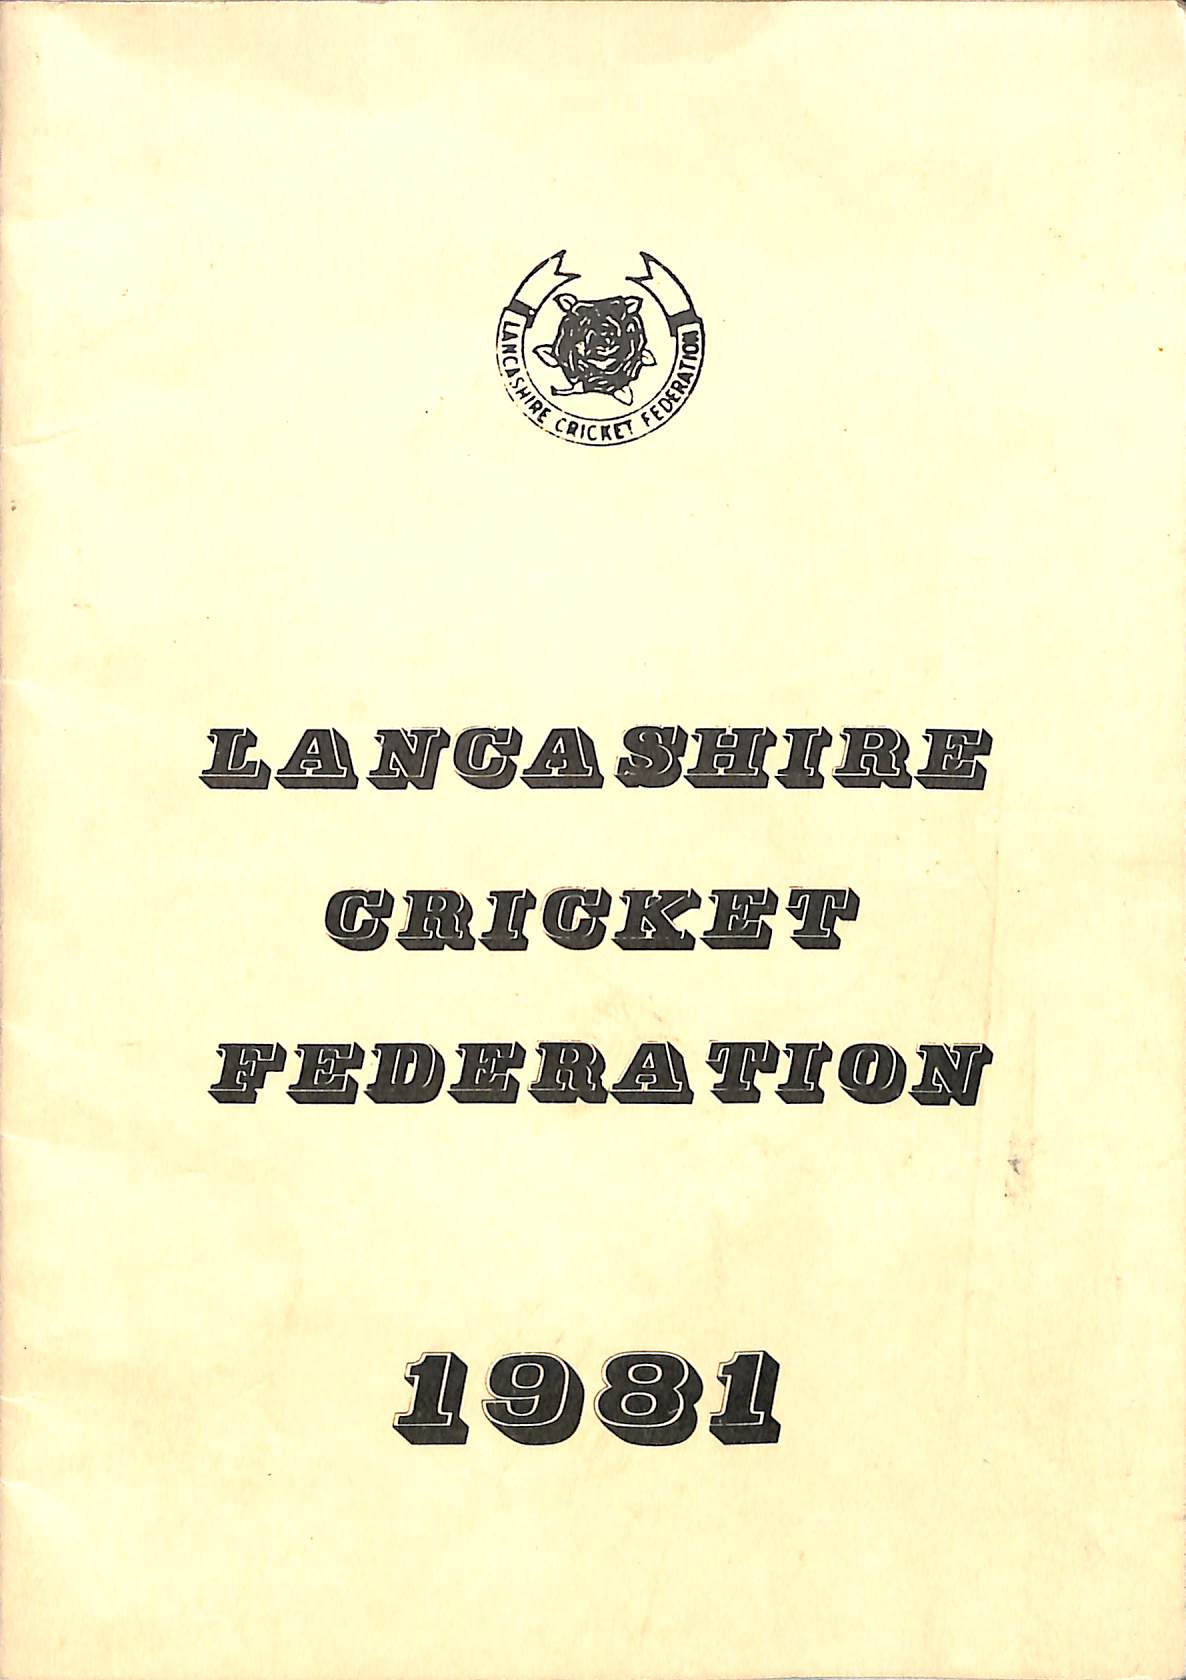 LANCASHIRE CRICKET FEDERATION
LANCASHIRE
CRICKET
FEDERATION
1981